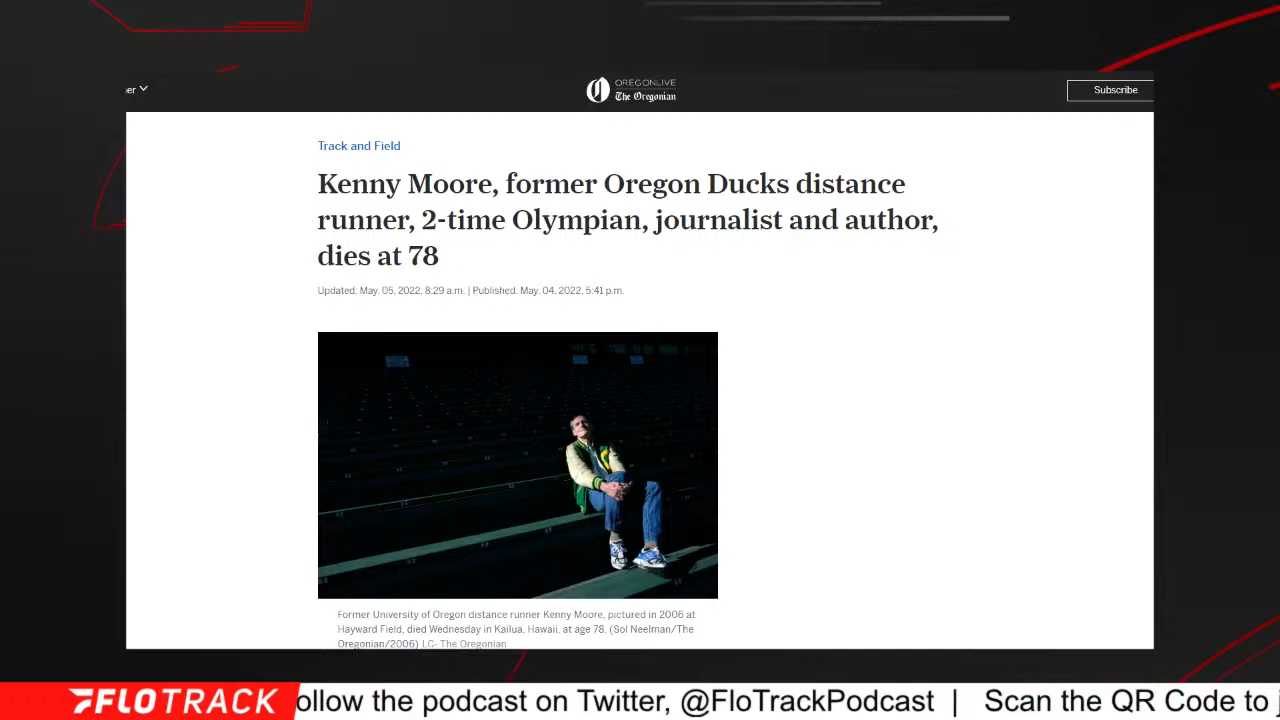 er
OREGONLIVE
The Oregonian
Subscribe
Track and Field
Kenny Moore, former Oregon Ducks distance
runner, 2-time Olympian, journalist and author,
dies at 78
Updated: May. 05, 2022, 8:29 a.m. | Published: May. 04, 2022, 5:41 p.m.
Former University of Oregon distance runner Kenny Moore, pictured in 2006 at
Hayward Field, died Wednesday in Kailua, Hawaii, at age 78. (Sol Neelman/The
Oregonian/2006) LC- The Oregonian
FLOTRACK
ollow the podcast on Twitter, @FloTrackPodcast | Scan the QR Code to j